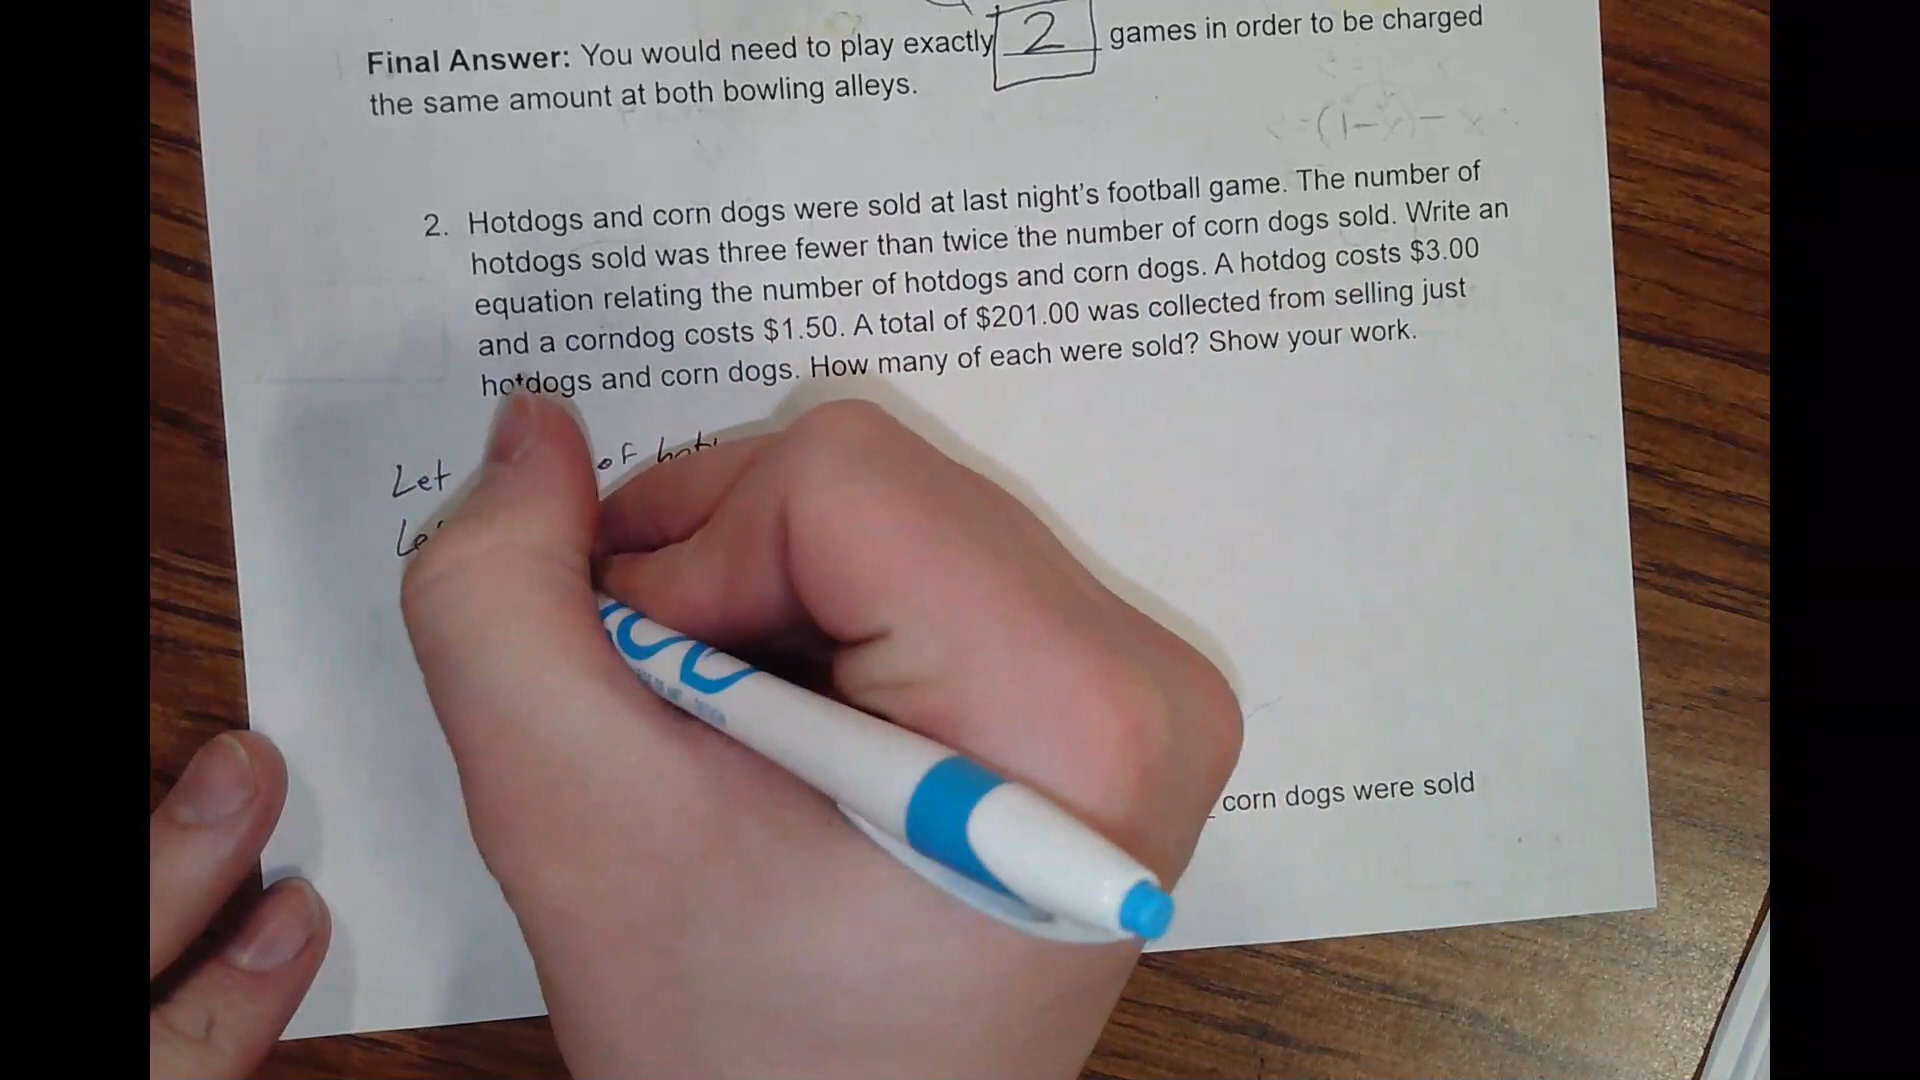 Final Answer: You would need to play exactly 2 games in order to be charged
the same amount at both bowling alleys.
2. Hotdogs and corn dogs were sold at last night's football game. The number of
hotdogs sold was three fewer than twice the number of corn dogs sold. Write an
equation relating the number of hotdogs and corn dogs. A hotdog costs $3.00
and a corndog costs $1.50. A total of $201.00 was collected from selling just
hotdogs and corn dogs. How many of each were sold? Show your work.
Let of
corn dogs were sold